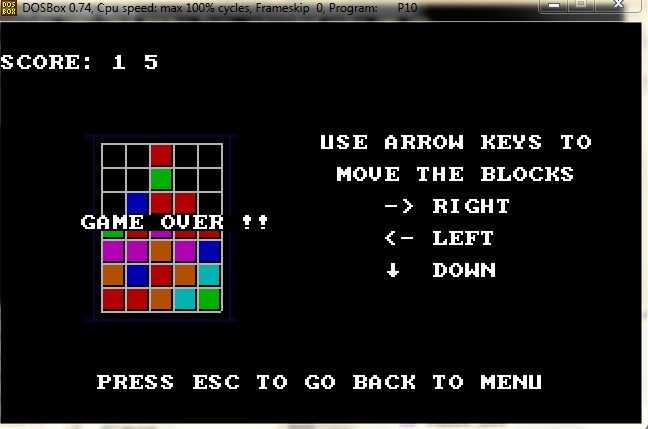 DOSBox 0.74, Cpu speed: max 100% cycles, Frameskip 0, Program: P10
SCORE: 1 5
USE ARROW KEYS TO
MOVE THE BLOCKS
-> RIGHT
<- LEFT
↓ DOWN
GAME OVER !!
PRESS ESC TO GO BACK TO MENU